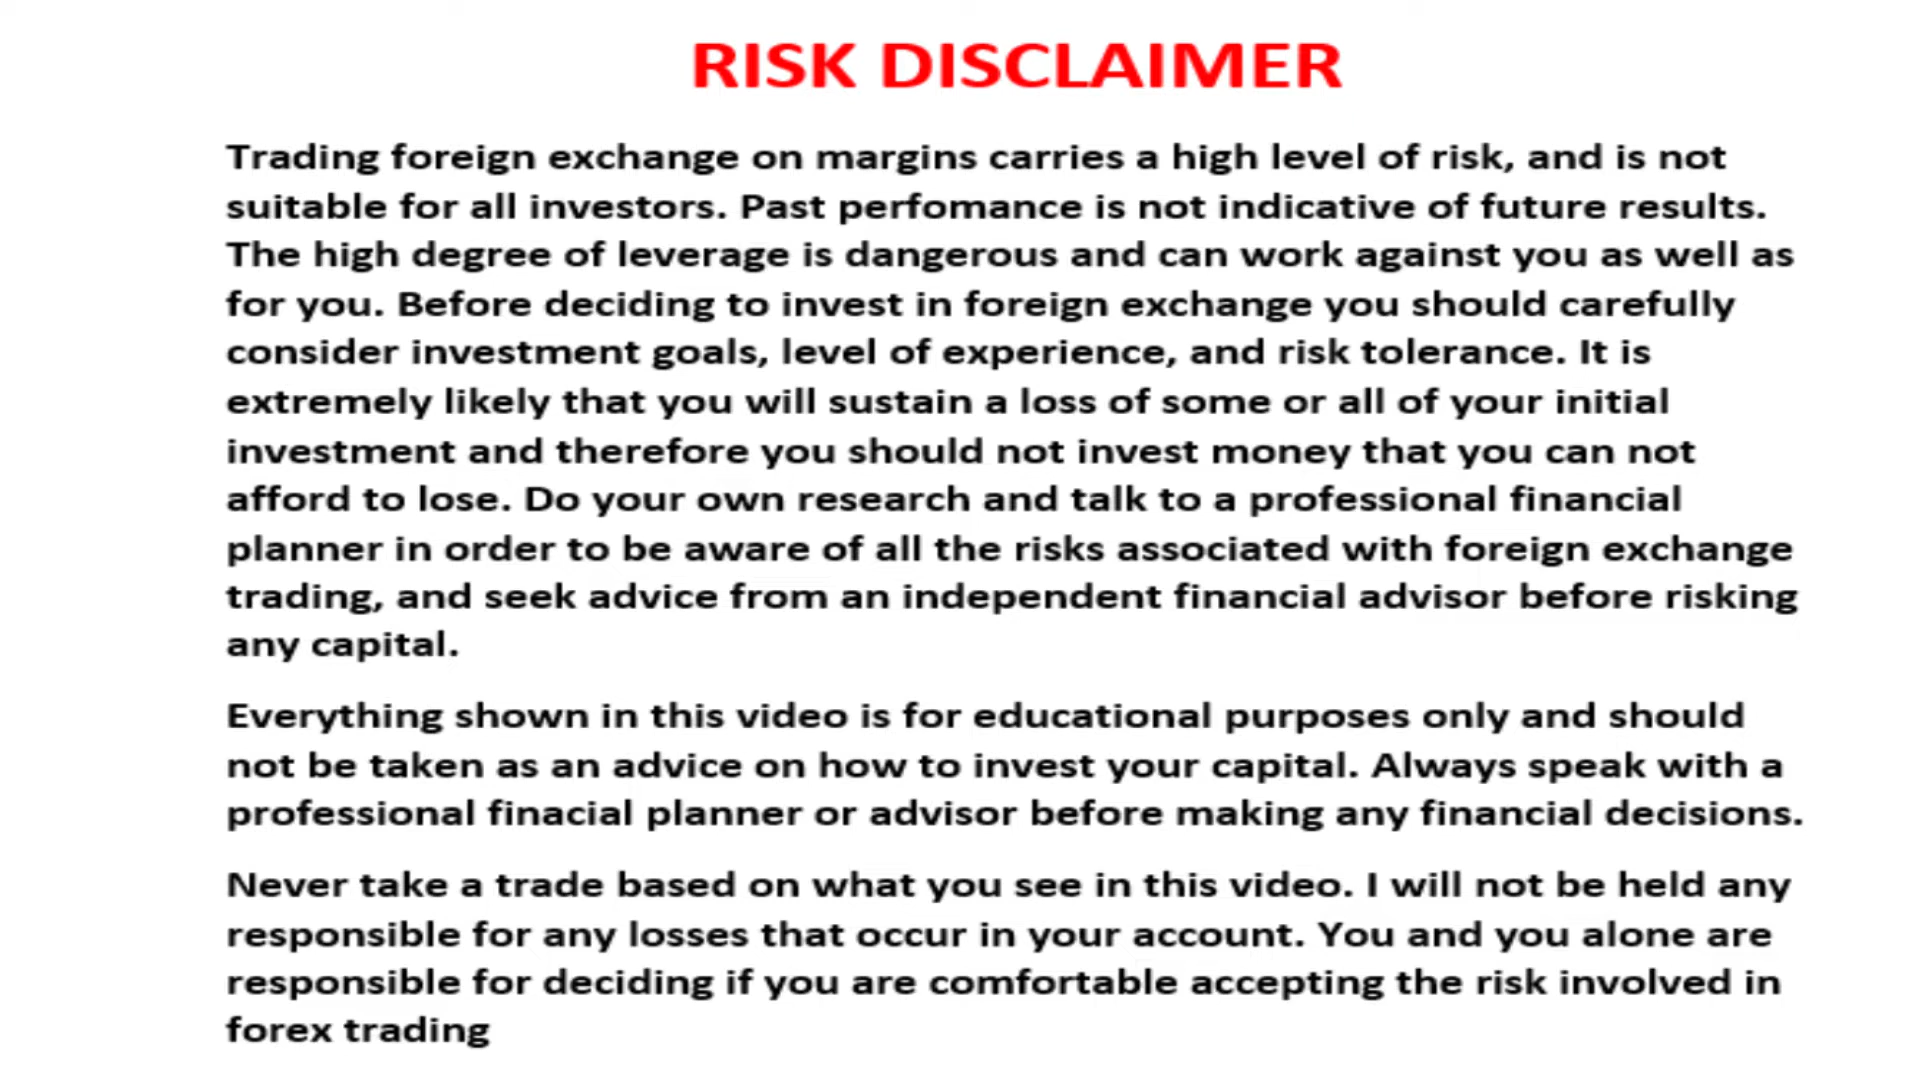 RISK DISCLAIMER
Trading foreign exchange on margins carries a high level of risk, and is not
suitable for all investors. Past perfomance is not indicative of future results.
The high degree of leverage is dangerous and can work against you as well as
for you. Before deciding to invest in foreign exchange you should carefully
consider investment goals, level of experience, and risk tolerance. It is
extremely likely that you will sustain a loss of some or all of your initial
investment and therefore you should not invest money that you can not
afford to lose. Do your own research and talk to a professional financial
planner in order to be aware of all the risks associated with foreign exchange
trading, and seek advice from an independent financial advisor before risking
any capital.
Everything shown in this video is for educational purposes only and should
not be taken as an advice on how to invest your capital. Always speak with a
professional finacial planner or advisor before making any financial decisions.
Never take a trade based on what you see in this video. I will not be held any
responsible for any losses that occur in your account. You and you alone are
responsible for deciding if you are comfortable accepting the risk involved in
forex trading